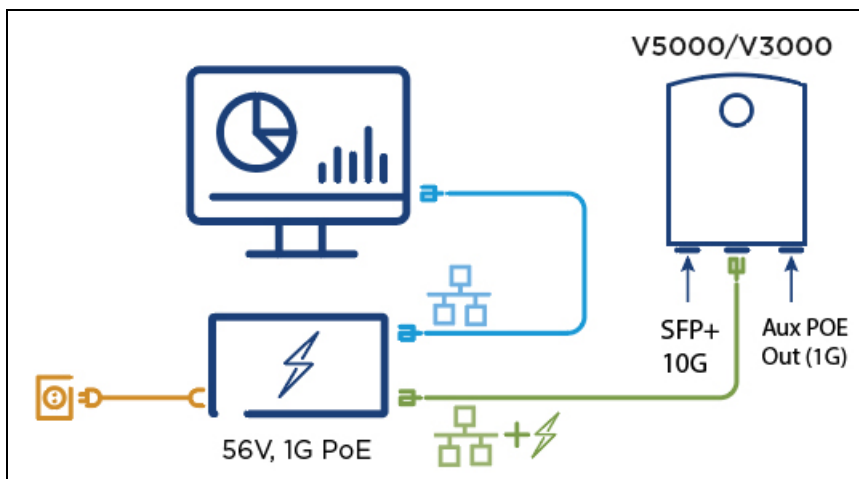 V5000/V3000
SFP+
10G
Aux POE
Out (1G)
56V, 1G PoE